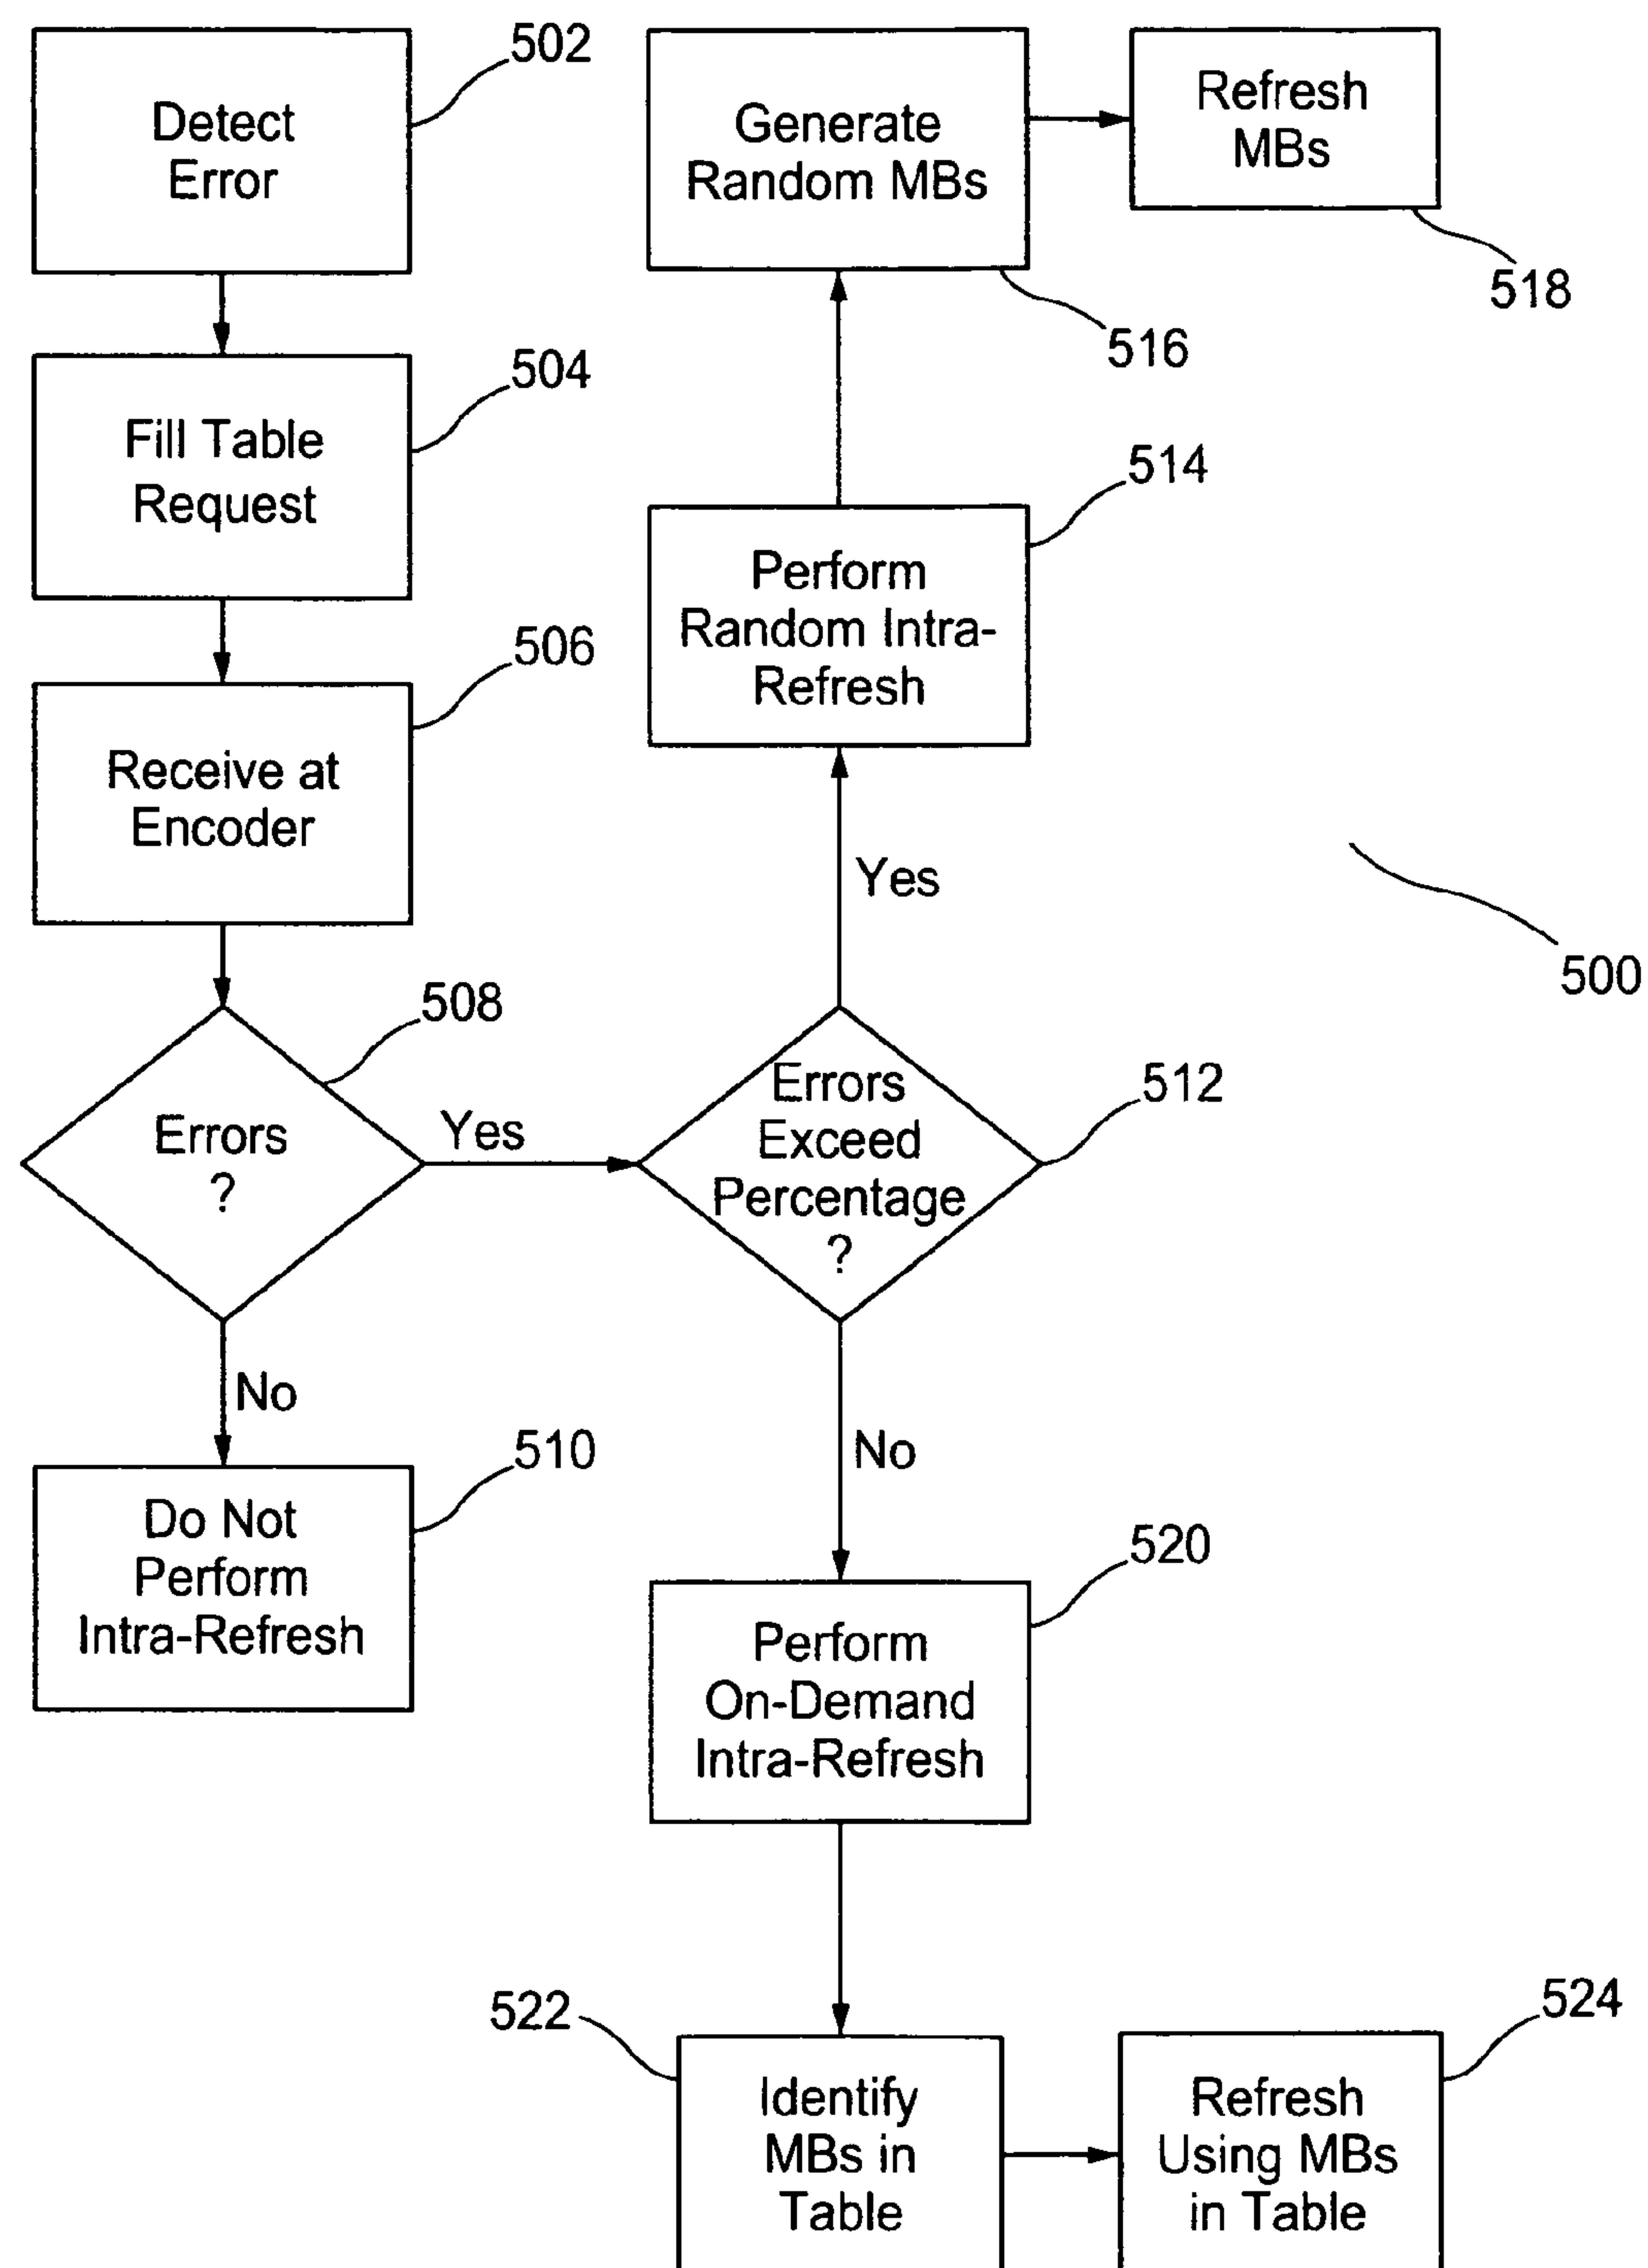 502
Detect
Error
504
Fill Table
Request
506
Receive at
Encoder
508
Errors
?
Yes
No
510
Do Not
Perform
Intra-Refresh
512
Errors
Exceed
Percentage
?
Yes
514
Perform
Random Intra-
Refresh
516
Generate
Random MBs
518
Refresh
MBs
500
No
520
Perform
On-Demand
Intra-Refresh
522
Identify
MBs in
Table
524
Refresh
Using MBs
in Table